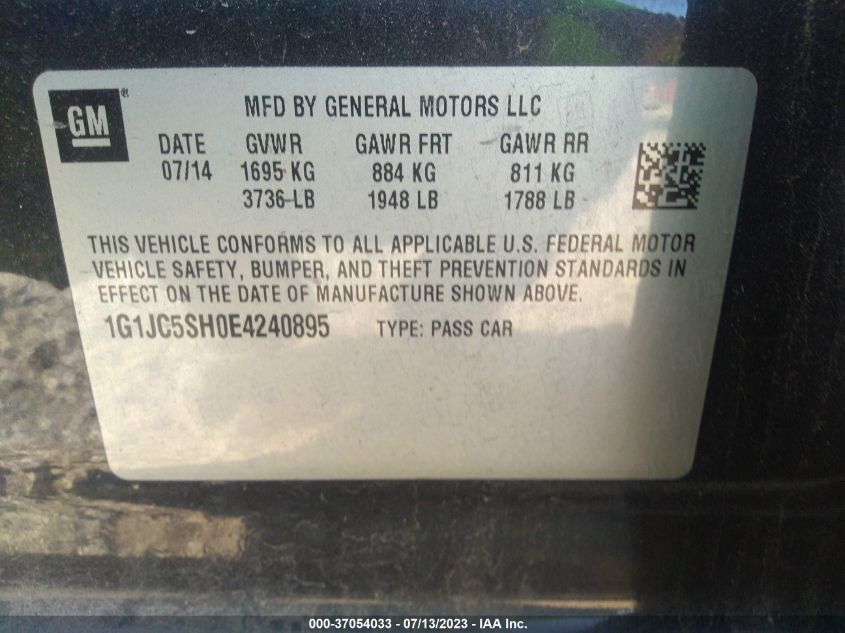 GM®
MFD BY GENERAL MOTORS LLC
DATE GVWR GAWR FRT GAWR RR
07/14 1695 KG 884 KG 811 KG
3736 LB 1948 LB 1788 LB
THIS VEHICLE CONFORMS TO ALL APPLICABLE U.S. FEDERAL MOTOR
VEHICLE SAFETY, BUMPER, AND THEFT PREVENTION STANDARDS IN
EFFECT ON THE DATE OF MANUFACTURE SHOWN ABOVE.
1G1JC5SH0E4240895 TYPE: PASS CAR
000-37054033 - 07/13/2023 - IAA Inc.